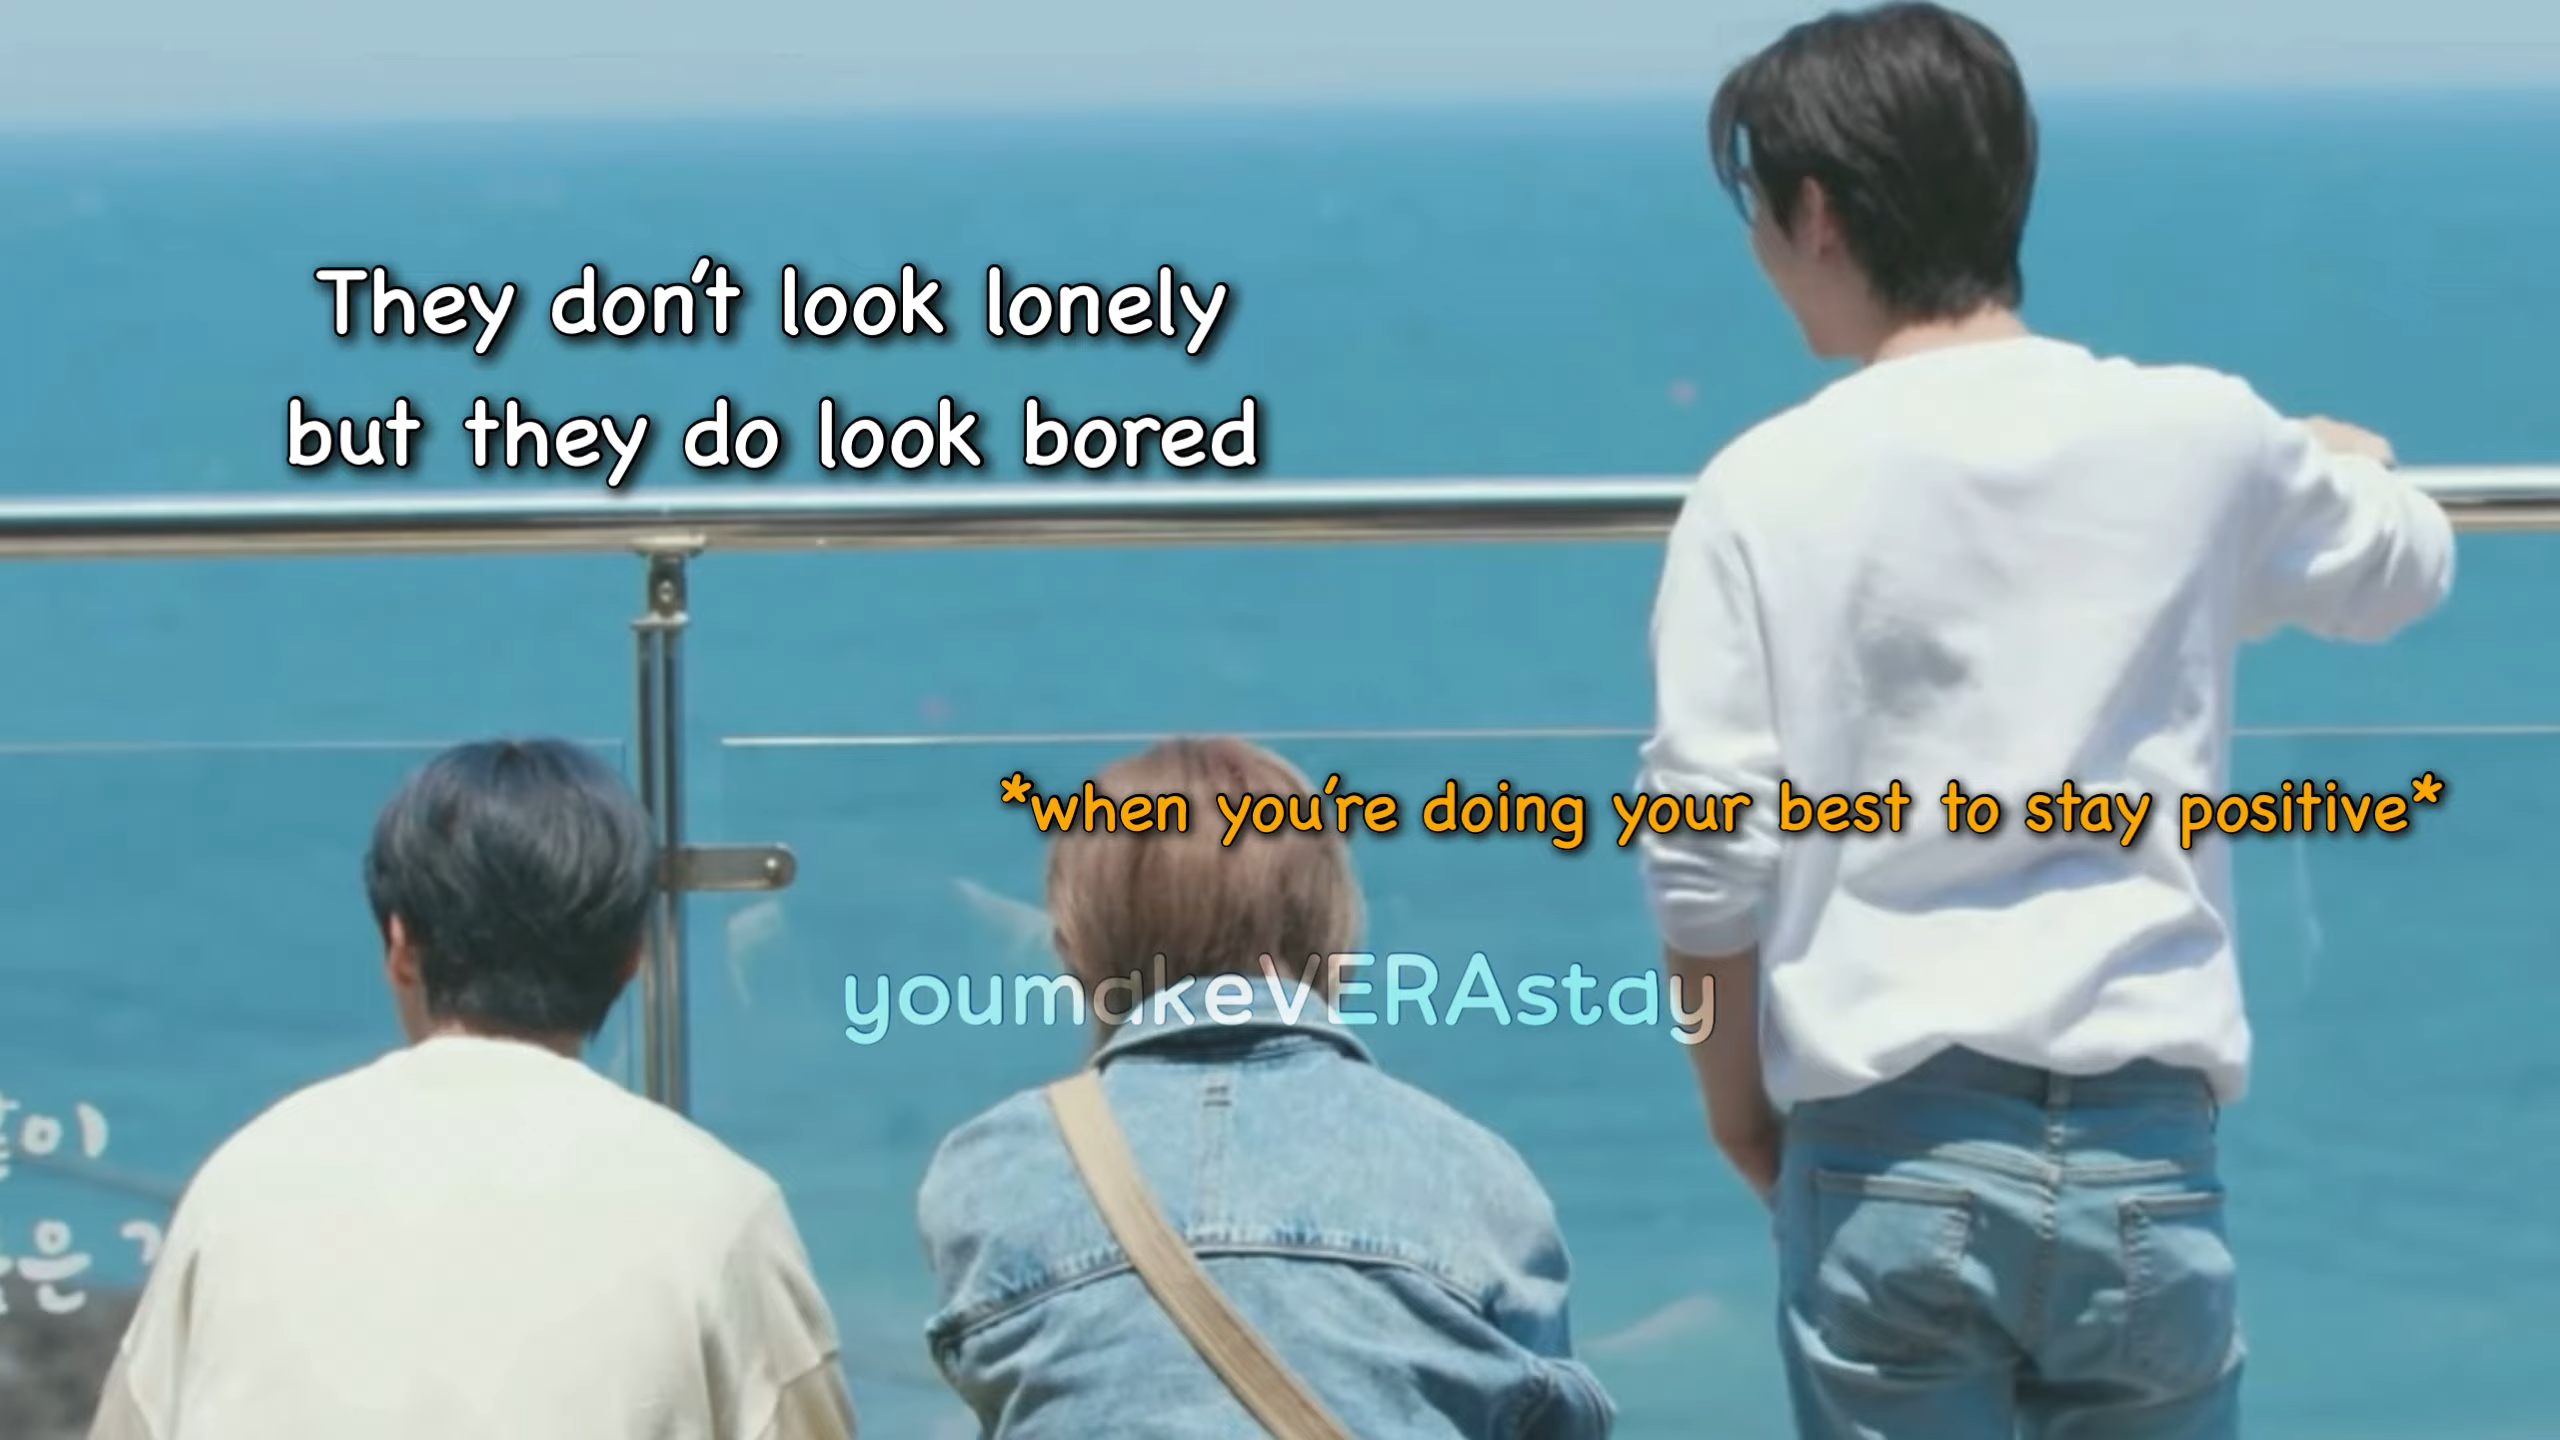 They don't look lonely
but they do look bored
*when you're doing your best to stay positive*
youmakeVERAstay